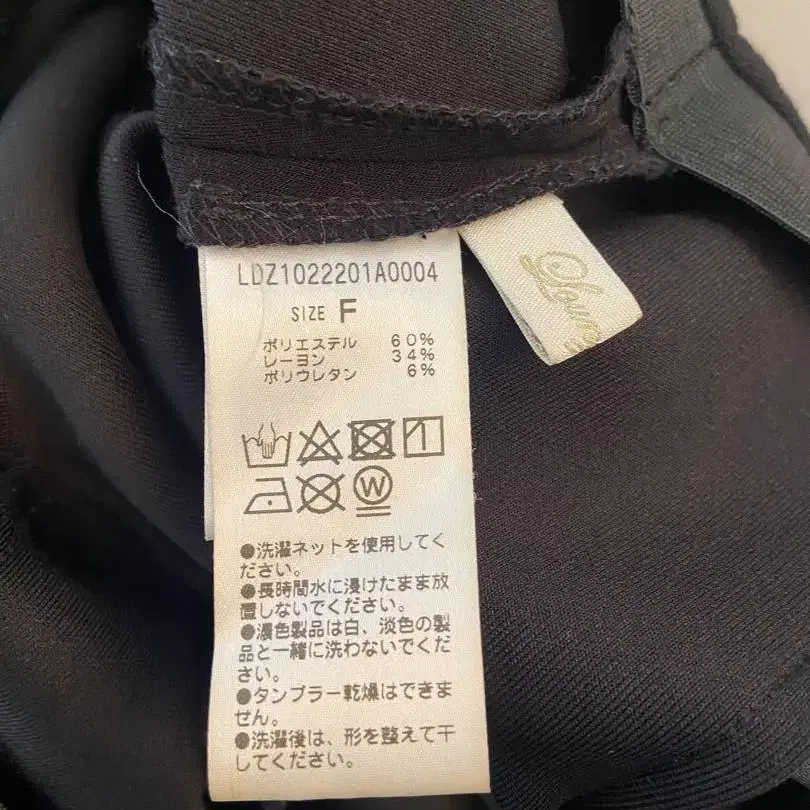 LDZ1022201A0004
SIZE F
ポリエステル 60%
レーヨン 34%
ポリウレタン 6%
W
●洗濯ネットを使用してく
ださい。
●長時間水に浸けたまま放
置しないでください。
●濃色製品は白、淡色の製
品と一緒に洗わないでくだ
さい。
●タンブラー乾燥はできま
せん。
●洗濯後は、形を整えて干
してください。